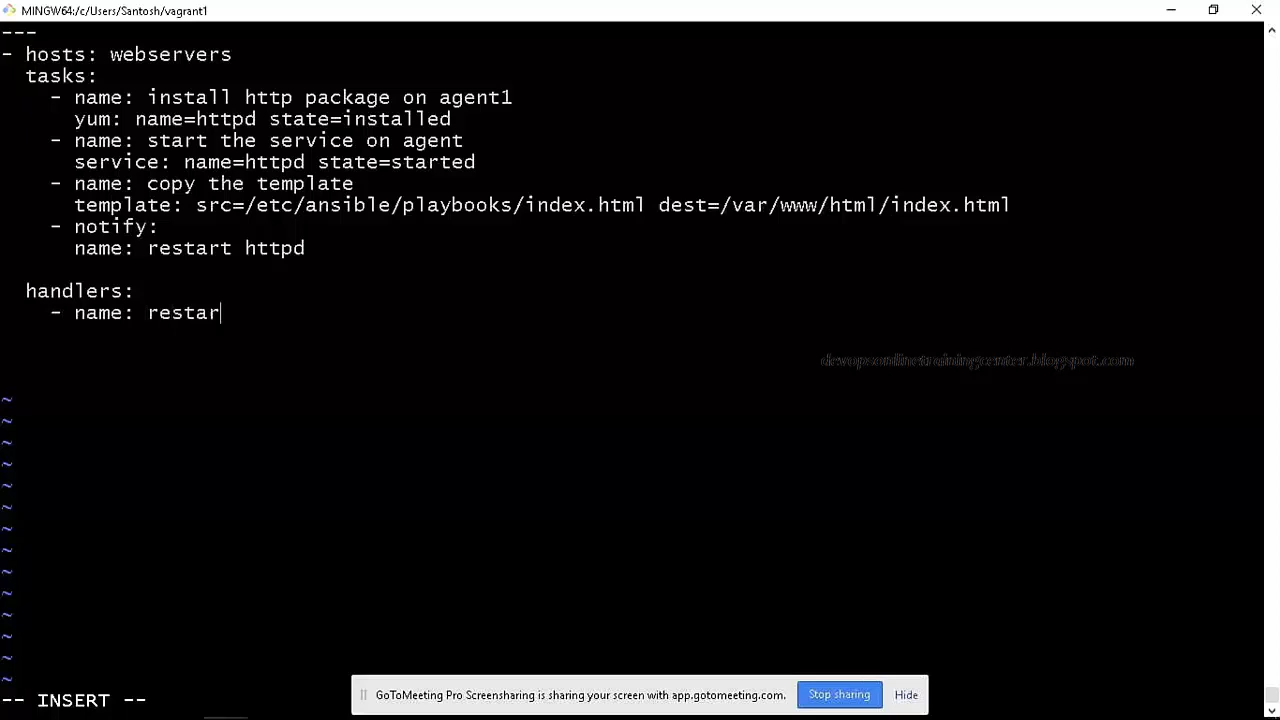 MINGW64:/c/Users/Santosh/vagrant1
---
- hosts: webservers
  tasks:
    - name: install http package on agent1
      yum: name=httpd state=installed
    - name: start the service on agent
      service: name=httpd state=started
    - name: copy the template
      template: src=/etc/ansible/playbooks/index.html dest=/var/www/html/index.html
    - notify:
      name: restart httpd
  handlers:
    - name: restar
devopsonlinetrainingcenter.blogspot.com
~
~
~
~
~
~
~
~
~
~
~
~
~
~
-- INSERT --
GoToMeeting Pro Screensharing is sharing your screen with app.gotomeeting.com. Stop sharing Hide